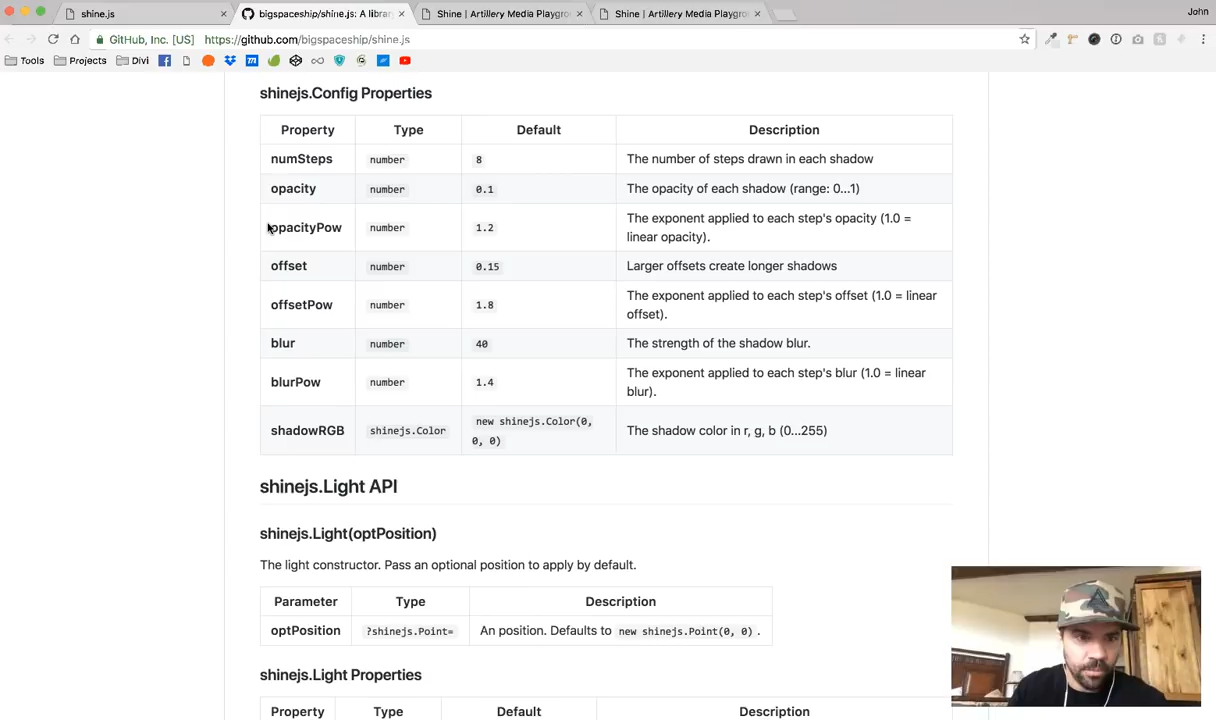 shine.js
bigspaceship/shine.js: A librar
Shine | Artillery Media Playgro
Shine | Artillery Media Playgro
John
GitHub, Inc. [US]
https://github.com/bigspaceship/shine.js
Tools
Projects
Divi
shinejs.Config Properties
Property Type Default Description
numSteps number 8 The number of steps drawn in each shadow
opacity number 0.1 The opacity of each shadow (range: 0...1)
opacityPow number 1.2 The exponent applied to each step's opacity (1.0 =
linear opacity).
offset number 0.15 Larger offsets create longer shadows
offsetPow number 1.8 The exponent applied to each step's offset (1.0 = linear
offset).
blur number 40 The strength of the shadow blur.
blurPow number 1.4 The exponent applied to each step's blur (1.0 = linear
blur).
shadowRGB shinejs.Color new shinejs.Color(0,
0, 0) The shadow color in r, g, b (0...255)
shinejs.Light API
shinejs.Light(optPosition)
The light constructor. Pass an optional position to apply by default.
Parameter Type Description
optPosition ?shinejs.Point= An position. Defaults to new shinejs.Point(0, 0) .
shinejs.Light Properties
Property Type Default Description